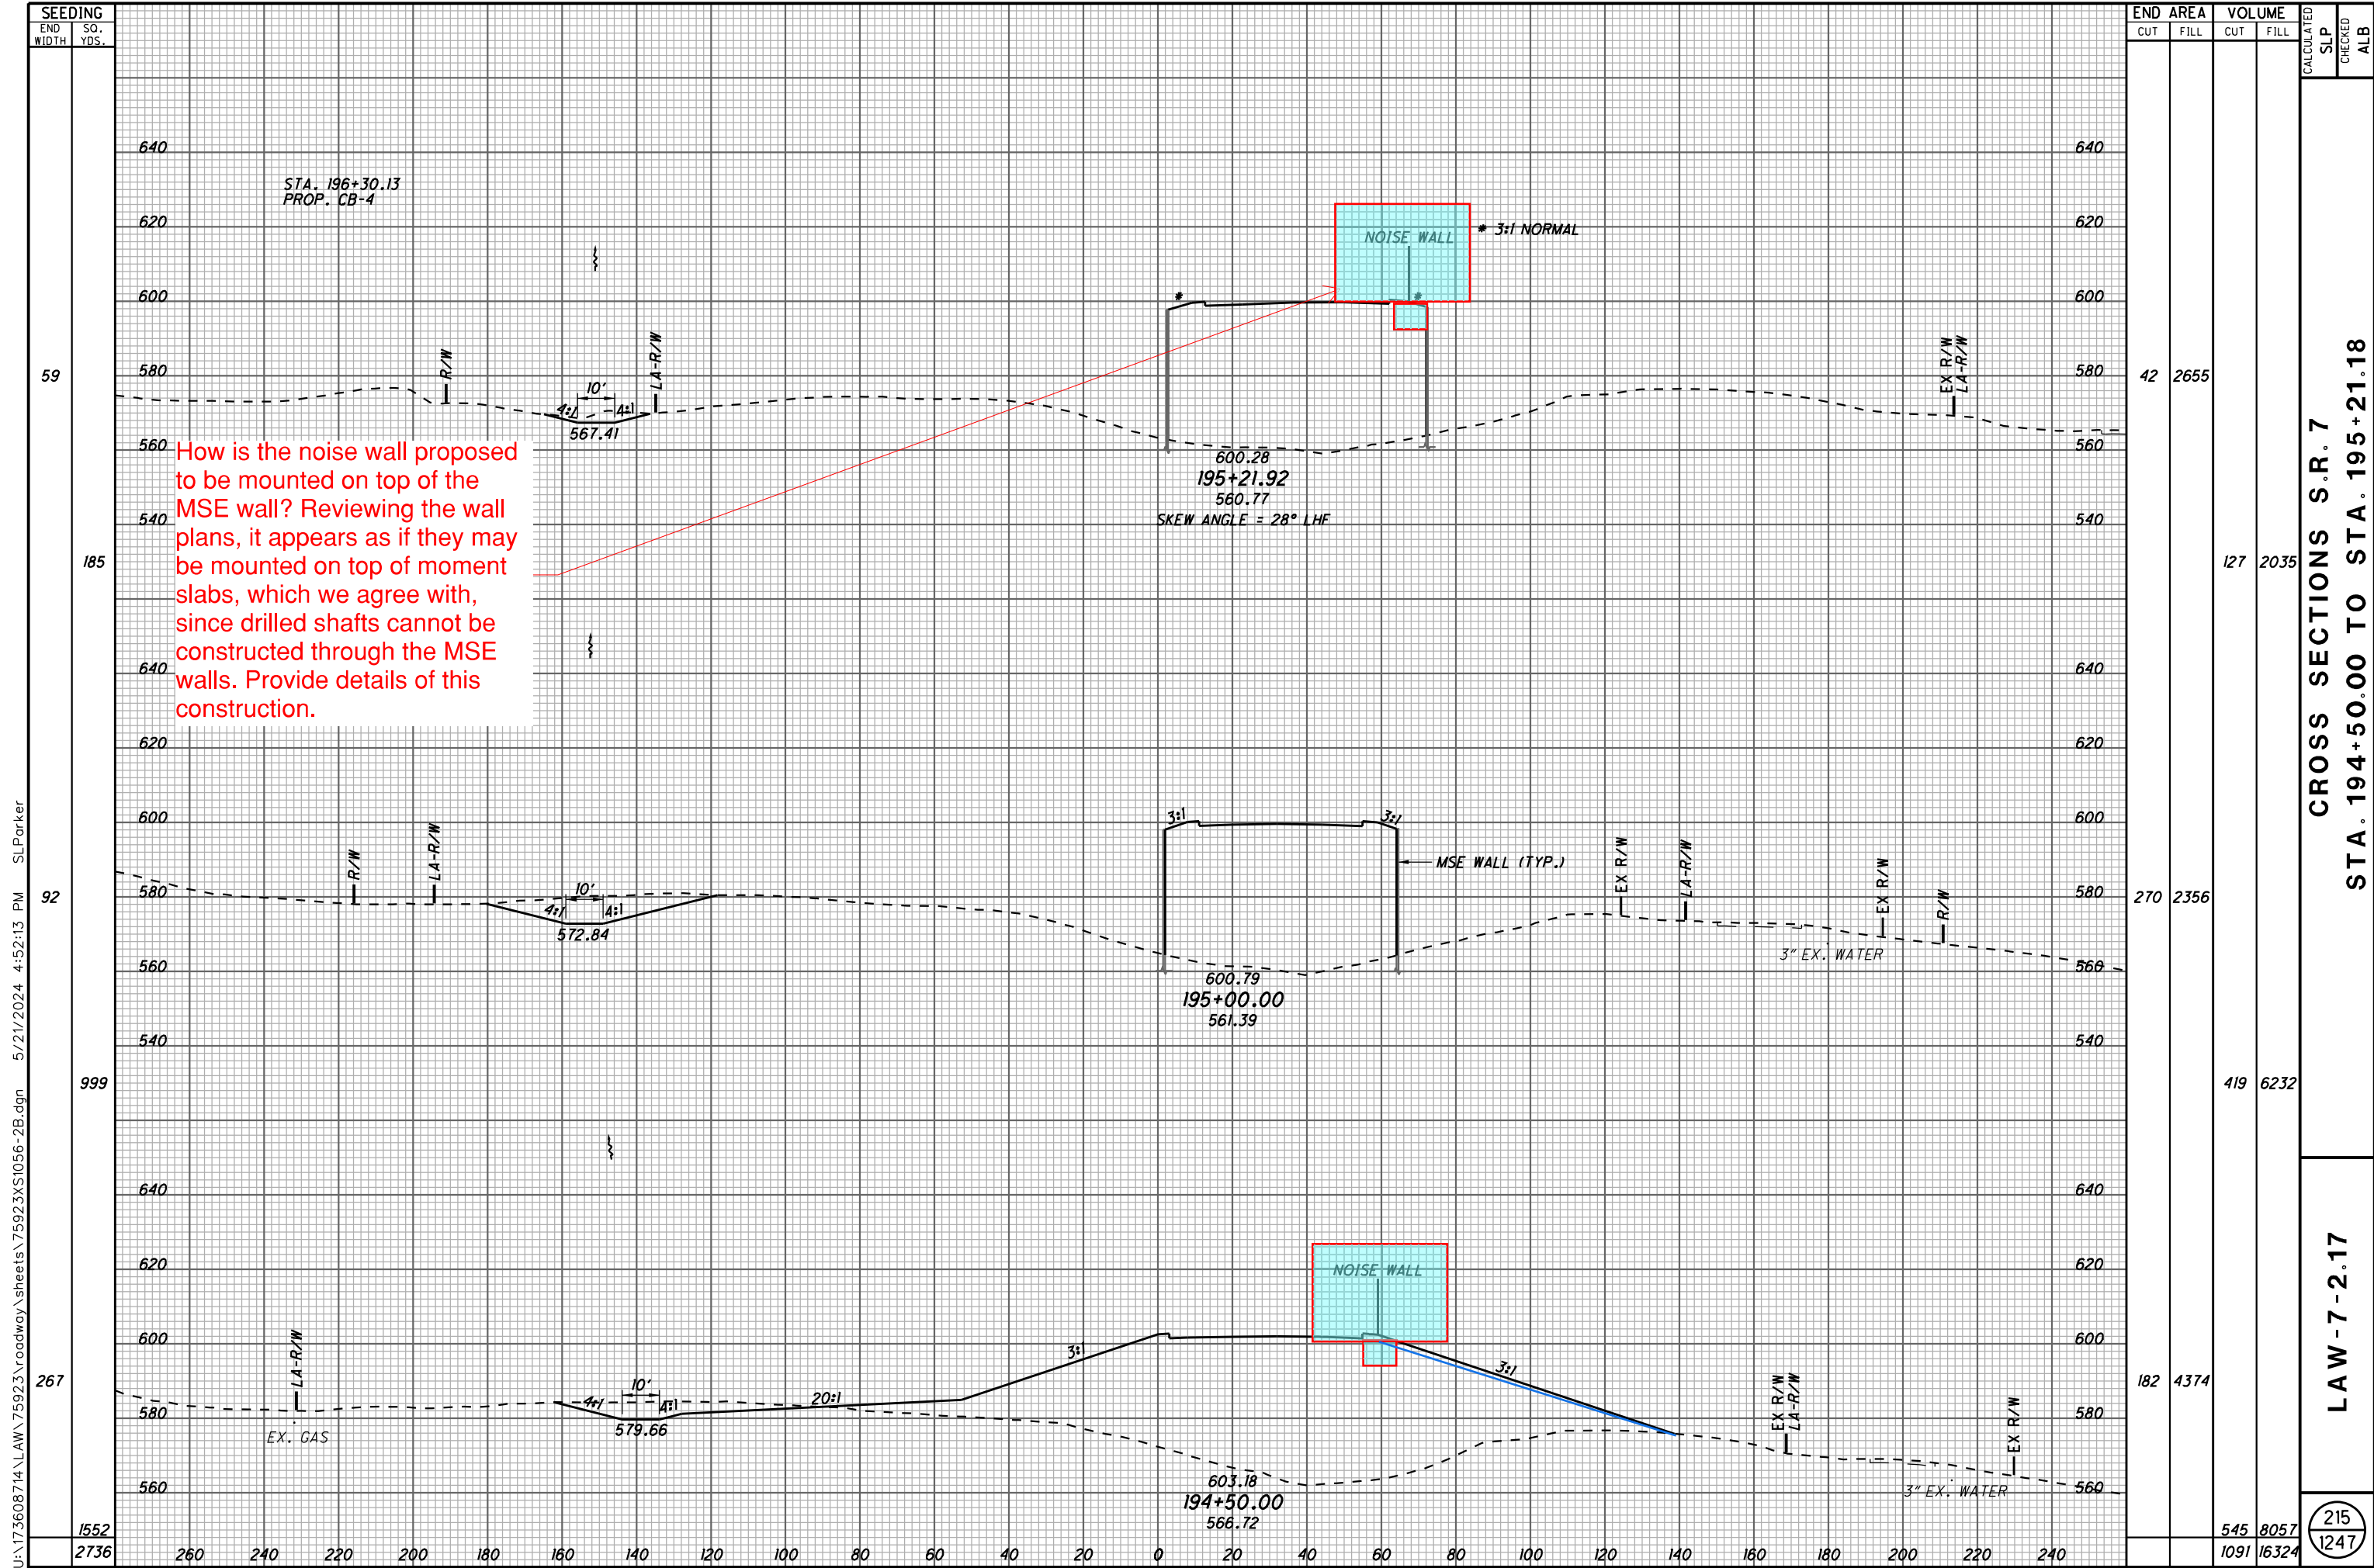 SEEDING
END WIDTH
SQ. YDS.
END AREA
VOLUME
CUT
FILL
CUT
FILL
CALCULATED
SLP
CHECKED
ALB
640
640
STA. 196+30.13
PROP. CB-4
620
NOISE WALL
# 3:1 NORMAL
620
600
#
#
600
59
580
R/W
10'
4:1
4:1
LA-R/W
567.41
EX R/W
LA-R/W
580
42
2655
560
600.28
195+21.92
560.77
SKEW ANGLE = 28° LHF
560
540
540
How is the noise wall proposed
to be mounted on top of the
MSE wall? Reviewing the wall
plans, it appears as if they may
be mounted on top of moment
slabs, which we agree with,
since drilled shafts cannot be
constructed through the MSE
walls. Provide details of this
construction.
185
127
2035
640
640
620
620
600
3:1
3:1
600
MSE WALL (TYP.)
92
580
R/W
LA-R/W
10'
4:1
4:1
572.84
EX R/W
LA-R/W
EX R/W
R/W
580
270
2356
3" EX. WATER
560
600.79
195+00.00
561.39
560
540
540
999
419
6232
640
640
620
NOISE WALL
620
600
3:1
3:1
600
267
LA-R/W
580
10'
4:1
4:1
20:1
579.66
EX. GAS
EX R/W
LA-R/W
EX R/W
580
182
4374
560
603.18
194+50.00
566.72
3" EX. WATER
560
1552
545
8057
2736
260 240 220 200 180 160 140 120 100 80 60 40 20 0 20 40 60 80 100 120 140 160 180 200 220 240
1091
16324
CROSS SECTIONS S.R. 7
STA. 194+50.00 TO STA. 195+21.18
LAW-7-2.17
215
1247
U:\173608714\LAW\75923\roadway\sheets\75923XS1056-2B.dgn 5/21/2024 4:52:13 PM SLParker